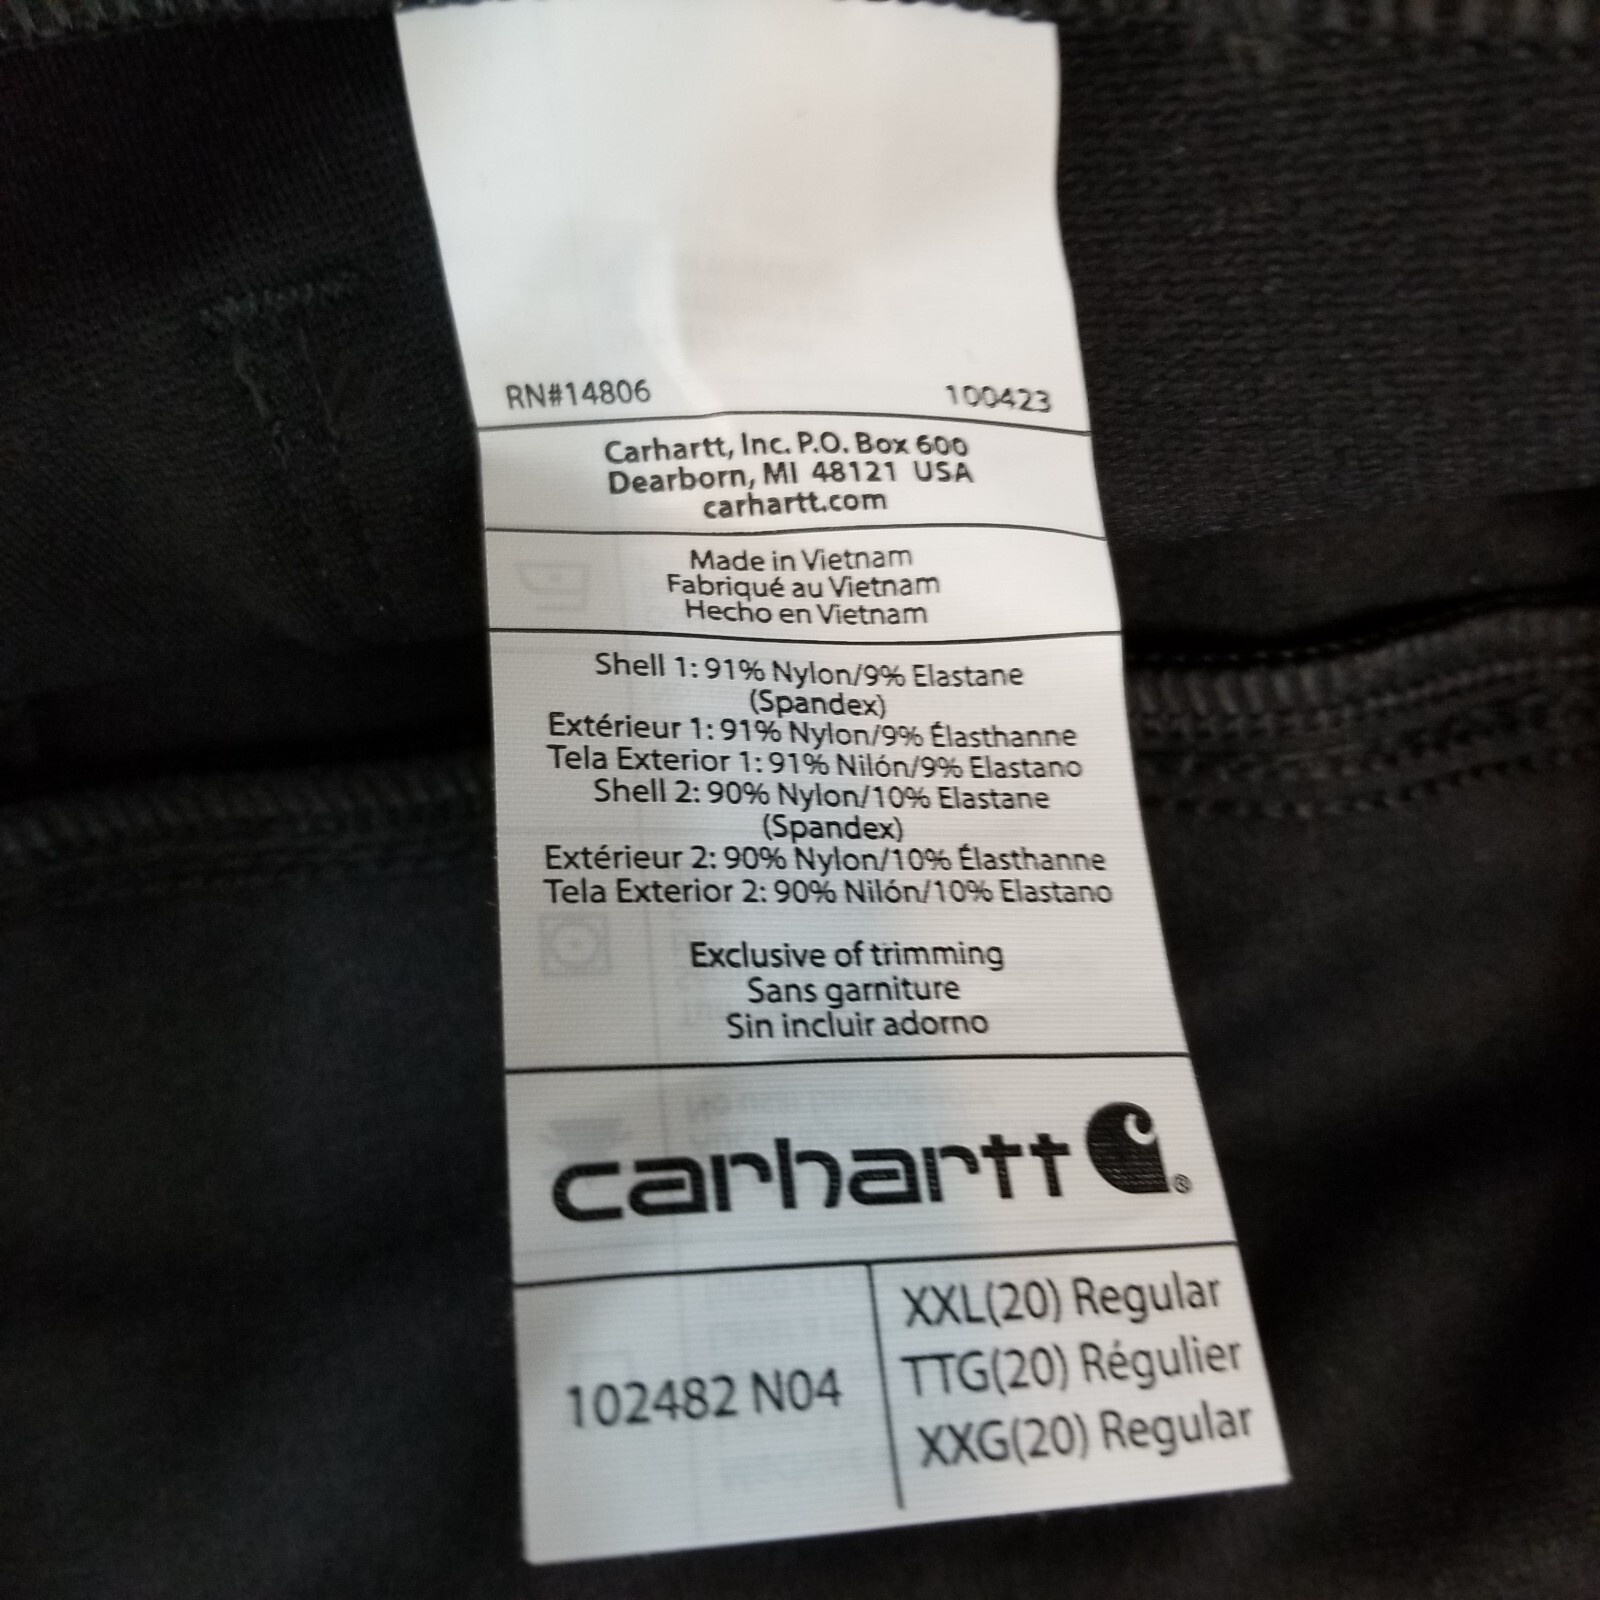 RN#14806 100423
Carhartt, Inc. P.O. Box 600
Dearborn, MI 48121 USA
carhartt.com
Made in Vietnam
Fabriqué au Vietnam
Hecho en Vietnam
Shell 1: 91% Nylon/9% Elastane
(Spandex)
Extérieur 1: 91% Nylon/9% Élasthanne
Tela Exterior 1: 91% Nilón/9% Elastano
Shell 2: 90% Nylon/10% Elastane
(Spandex)
Extérieur 2: 90% Nylon/10% Élasthanne
Tela Exterior 2: 90% Nilón/10% Elastano
Exclusive of trimming
Sans garniture
Sin incluir adorno
carhartt ®
102482 N04
XXL(20) Regular
TTG(20) Régulier
XXG(20) Regular